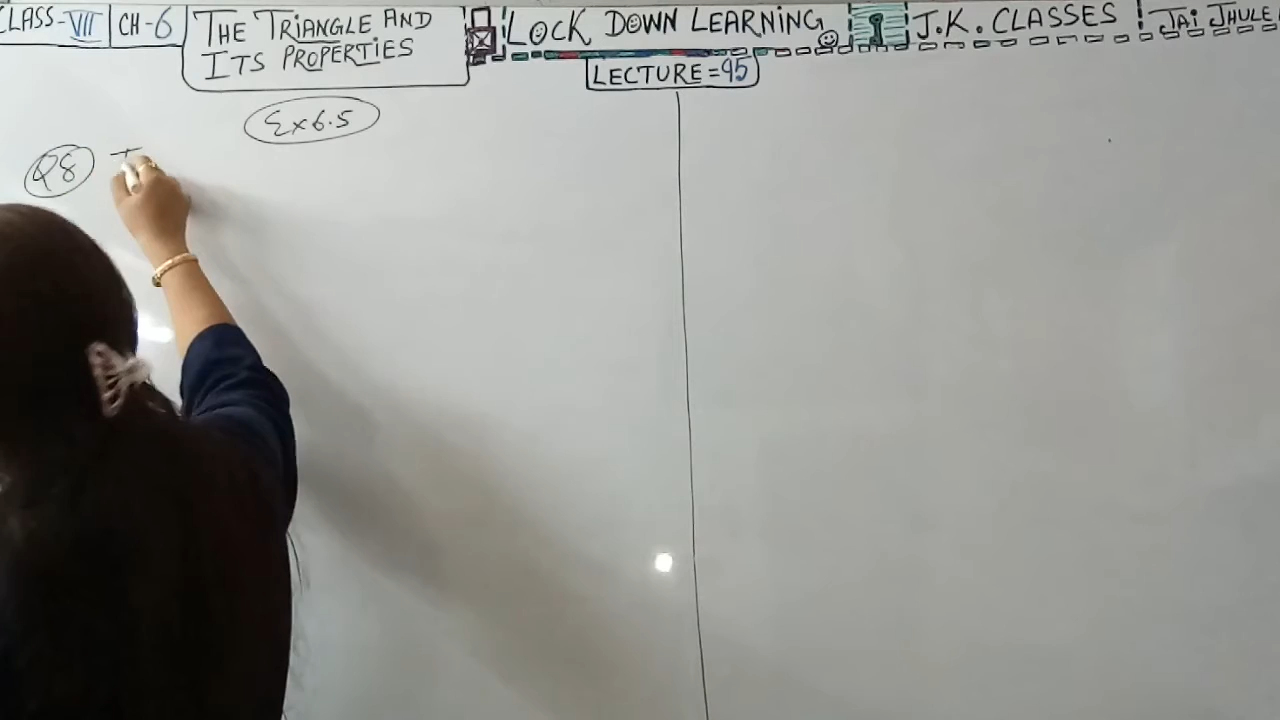 CLASS-VII CH-6 THE TRIANGLE AND
ITS PROPERTIES
LOCK DOWN LEARNING J.K. CLASSES JAI JHULE
LECTURE=95
Ex 6.5
Q8